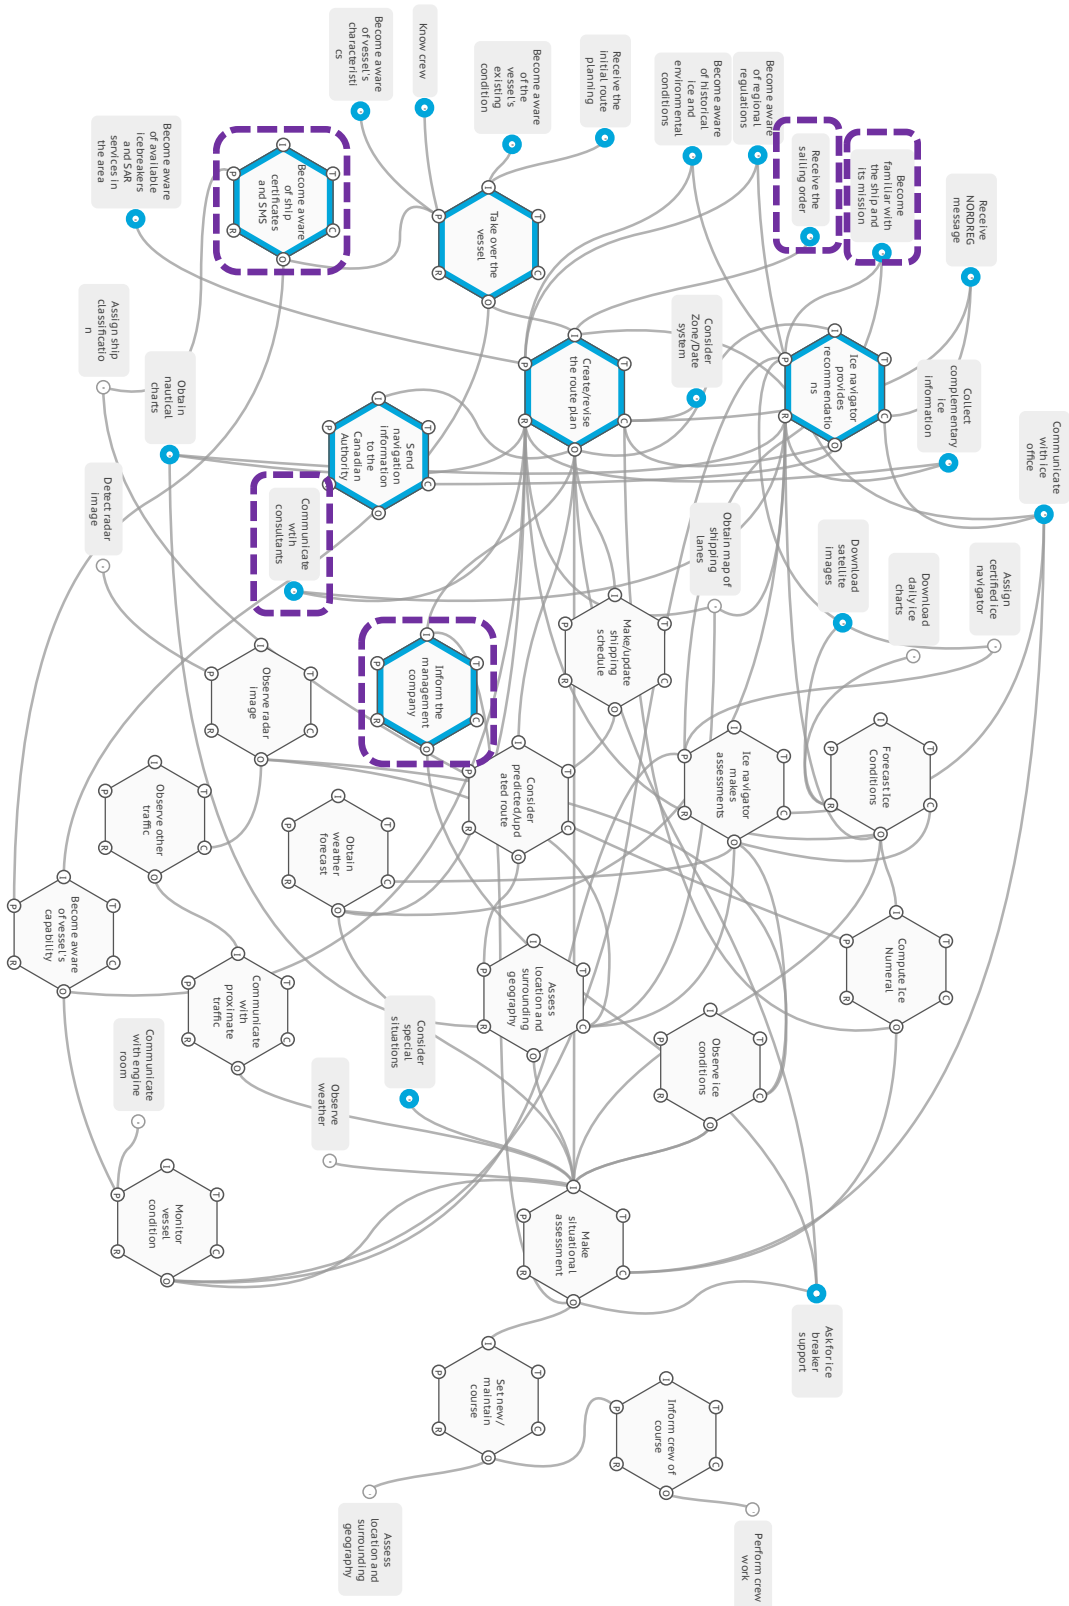 Become aware
of vessel's
characteristi
cs
Know crew
Become aware
of the
vessel's
existing
condition
Receive the
initial route
planning
Become aware
of historical
ice and
environmental
conditions
Become aware
of regional
regulations
Receive the
sailing order
Become
familiar with
the ship and
its mission
Receive
NORDREG
message
Become aware
of available
icebreakers
and SAR
services in
the area
Become aware
of ship
certificates
and SMS
I
T
C
O
R
P
Take over the
vessel
I
T
C
O
R
P
Assign ship
classificatio
n
Obtain
nautical
charts
Consider
Zone/Date
system
Create/revise
the route plan
I
T
C
O
R
P
Ice navigator
provides
recommendatio
ns
I
T
C
O
R
P
Collect
complementary
ice
information
Communicate
with ice
office
Send
navigation
information
to the
Canadian
Authority
I
T
C
O
P
Detect radar
image
Communicate
wtih
consultants
Obtain map of
shipping
lanes
Download
satellite
images
Download
daily ice
charts
Assign
certified ice
navigator
Observe radar
image
I
T
C
O
R
P
Inform the
management
company
I
T
C
O
R
P
Make/update
shipping
schedule
I
T
C
O
R
P
Consider
predicted/upd
ated route
I
T
C
O
R
P
Ice navigator
makes
assessments
I
T
C
O
R
P
Forecast Ice
Conditions
I
T
C
O
R
P
Observe other
traffic
I
T
C
O
R
P
Obtain
weather
forecast
I
T
C
O
R
P
Become aware
of vessel's
capability
I
T
C
O
R
P
Communicate
with
proximate
traffic
I
T
C
O
R
P
Assess
location and
surrounding
geography
I
T
C
O
R
P
Compute Ice
Numeral
I
T
C
O
R
P
Observe ice
conditions
I
T
C
O
R
P
Communicate
with engine
room
Observe
weather
Consider
special
situations
Monitor
vessel
condition
I
T
C
O
R
P
Make
situational
assessment
I
T
C
O
R
P
Ask for ice
breaker
support
Set new/
maintain
course
I
T
C
O
R
P
Inform crew of
course
I
T
C
O
R
P
Assess
location and
surrounding
geography
Perform crew
work